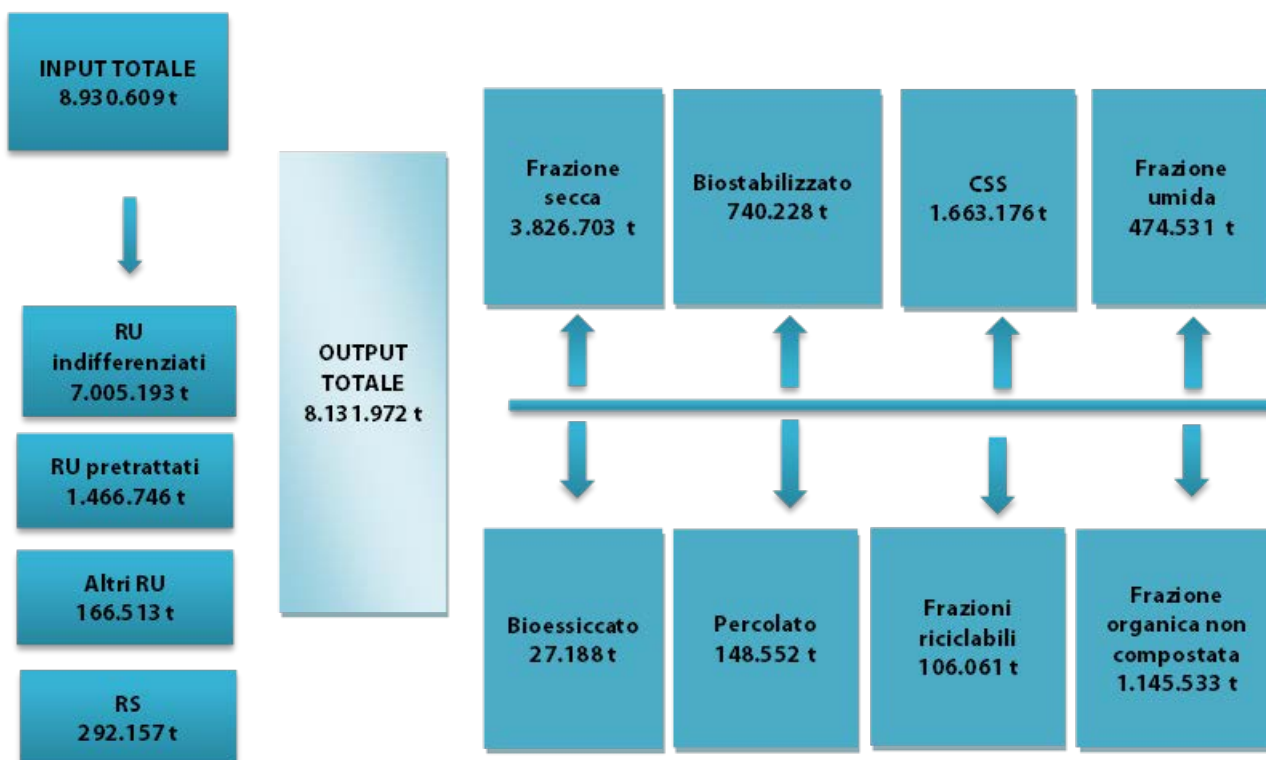 INPUT TOTALE
8.930.609 t
RU
indifferenziati
7.005.193 t
RU pretrattati
1.466.746 t
Altri RU
166.513 t
RS
292.157 t
OUTPUT
TOTALE
8.131.972 t
Frazione
secca
3.826.703 t
Biostabilizzato
740.228 t
CSS
1.663.176 t
Frazione
umida
474.531 t
Bioessiccato
27.188 t
Percolato
148.552 t
Frazioni
riciclabili
106.061 t
Frazione
organica non
compostata
1.145.533 t